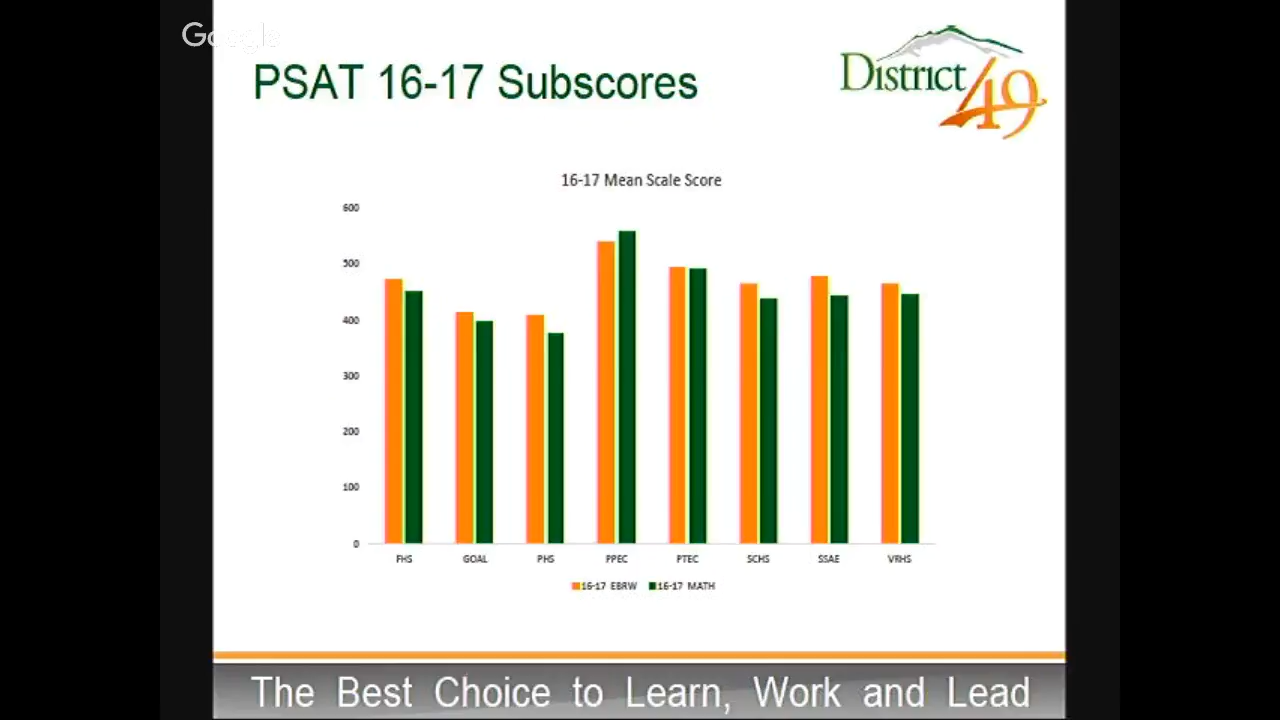 Google
PSAT 16-17 Subscores
District 49
16-17 Mean Scale Score
600
500
400
300
200
100
0
FHS GOAL PHS PPEC PTEC SCHS SSAE VRHS
16-17 EBRW 16-17 MATH
The Best Choice to Learn, Work and Lead